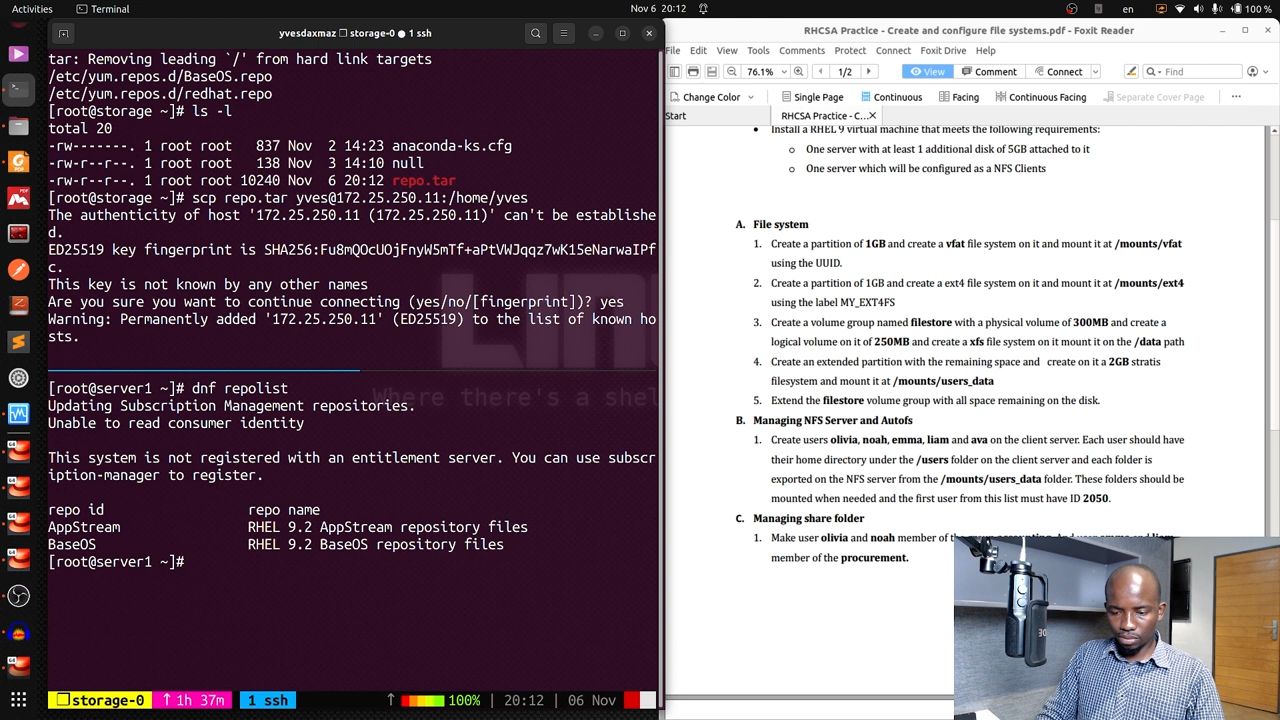 Activities
Terminal
Nov 6 20:12
yvesdaxmaz ❐ storage-0 ● 1 ssh
tar: Removing leading `/' from hard link targets
/etc/yum.repos.d/BaseOS.repo
/etc/yum.repos.d/redhat.repo
[root@storage ~]# ls -l
total 20
-rw-------. 1 root root   837 Nov  2 14:23 anaconda-ks.cfg
-rw-r--r--. 1 root root   138 Nov  3 14:10 null
-rw-r--r--. 1 root root 10240 Nov  6 20:12 repo.tar
[root@storage ~]# scp repo.tar yves@172.25.250.11:/home/yves
The authenticity of host '172.25.250.11 (172.25.250.11)' can't be establishe
d.
ED25519 key fingerprint is SHA256:Fu8mQOcUOjFnyW5mTf+aPtVWJqqz7wK15eNarwaIPf
c.
This key is not known by any other names
Are you sure you want to continue connecting (yes/no/[fingerprint])? yes
Warning: Permanently added '172.25.250.11' (ED25519) to the list of known ho
sts.
[root@server1 ~]# dnf repolist
Updating Subscription Management repositories.
Unable to read consumer identity
This system is not registered with an entitlement server. You can use subscr
iption-manager to register.
repo id                  repo name
AppStream                RHEL 9.2 AppStream repository files
BaseOS                   RHEL 9.2 BaseOS repository files
[root@server1 ~]#
Where there's a shel
❐ storage-0 ↑ 1h 37m 1 ssh ↑ 100% 20:12 06 Nov
RHCSA Practice - Create and configure file systems.pdf - Foxit Reader
File Edit View Tools Comments Protect Connect Foxit Drive Help
76.1% 1/2 View Comment Connect Find
Change Color Single Page Continuous Facing Continuous Facing Separate Cover Page
Start RHCSA Practice - C...
• Install a RHEL 9 virtual machine that meets the following requirements:
o One server with at least 1 additional disk of 5GB attached to it
o One server which will be configured as a NFS Clients
A. File system
1. Create a partition of 1GB and create a vfat file system on it and mount it at /mounts/vfat
using the UUID.
2. Create a partition of 1GB and create a ext4 file system on it and mount it at /mounts/ext4
using the label MY_EXT4FS
3. Create a volume group named filestore with a physical volume of 300MB and create a
logical volume on it of 250MB and create a xfs file system on it mount it on the /data path
4. Create an extended partition with the remaining space and create on it a 2GB stratis
filesystem and mount it at /mounts/users_data
5. Extend the filestore volume group with all space remaining on the disk.
B. Managing NFS Server and Autofs
1. Create users olivia, noah, emma, liam and ava on the client server. Each user should have
their home directory under the /users folder on the client server and each folder is
exported on the NFS server from the /mounts/users_data folder. These folders should be
mounted when needed and the first user from this list must have ID 2050.
C. Managing share folder
1. Make user olivia and noah member of the
member of the procurement.